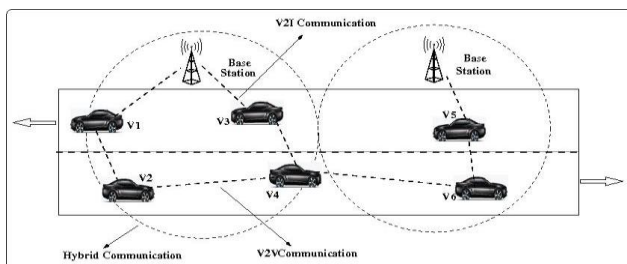 V2I Communication
Base
Station
Base
Station
V1
V3
V5
V2
V4
V6
Hybrid Communication
V2VCommunication